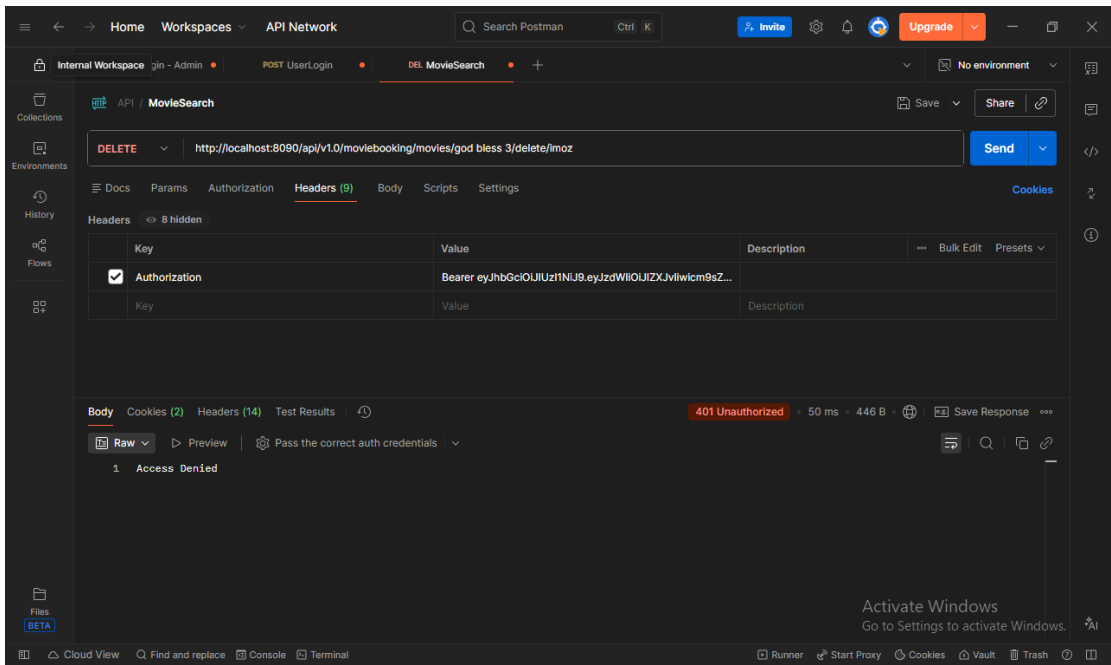 Home Workspaces API Network Search Postman Ctrl K Invite Upgrade
Internal Workspace gin - Admin POST UserLogin DEL MovieSearch No environment
Collections
HTTP API / MovieSearch Save Share
Environments
DELETE http://localhost:8090/api/v1.0/moviebooking/movies/god bless 3/delete/imoz Send
Docs Params Authorization Headers (9) Body Scripts Settings Cookies
History
Headers 8 hidden
Flows
Key Value Description Bulk Edit Presets
Authorization Bearer eyJhbGciOiJIUzI1NiJ9.eyJzdWIiOiJlZXJvIiwicm9sZ...
Key Value Description
Body Cookies (2) Headers (14) Test Results 401 Unauthorized 50 ms 446 B e.g. Save Response
Raw Preview Pass the correct auth credentials
1 Access Denied
Files
BETA
Activate Windows
Go to Settings to activate Windows.
AI
Cloud View Find and replace Console Terminal Runner Start Proxy Cookies Vault Trash